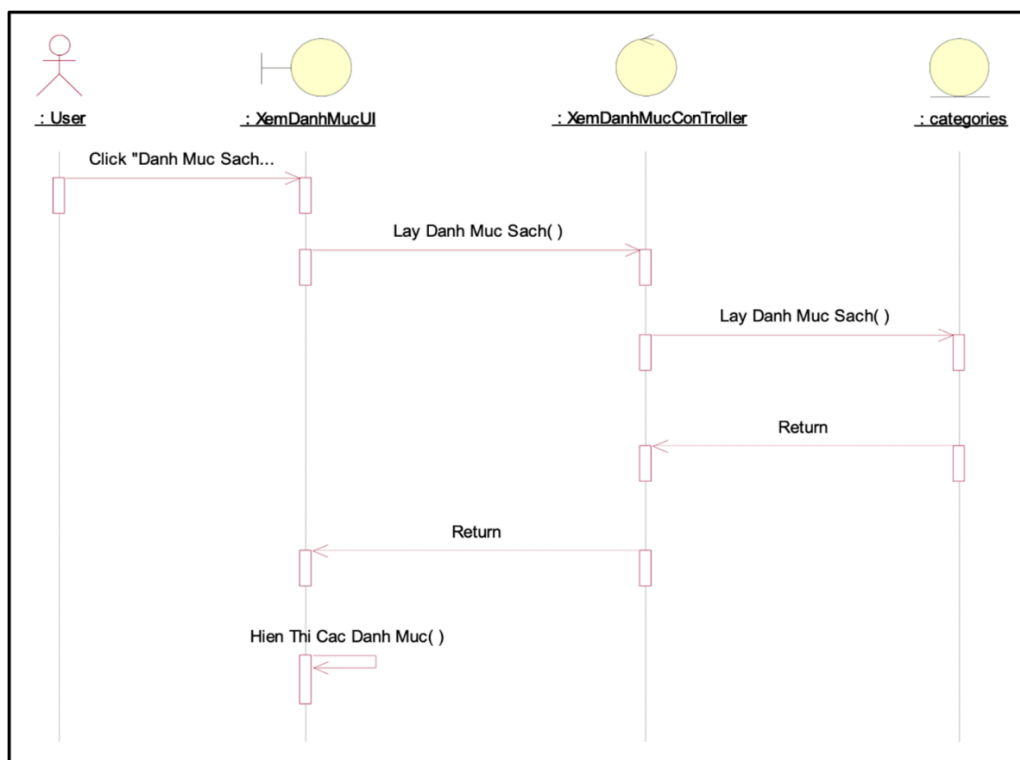 : User
: XemDanhMucUI
: XemDanhMucConTroller
: categories
Click "Danh Muc Sach...
Lay Danh Muc Sach( )
Lay Danh Muc Sach( )
Return
Return
Hien Thi Cac Danh Muc( )